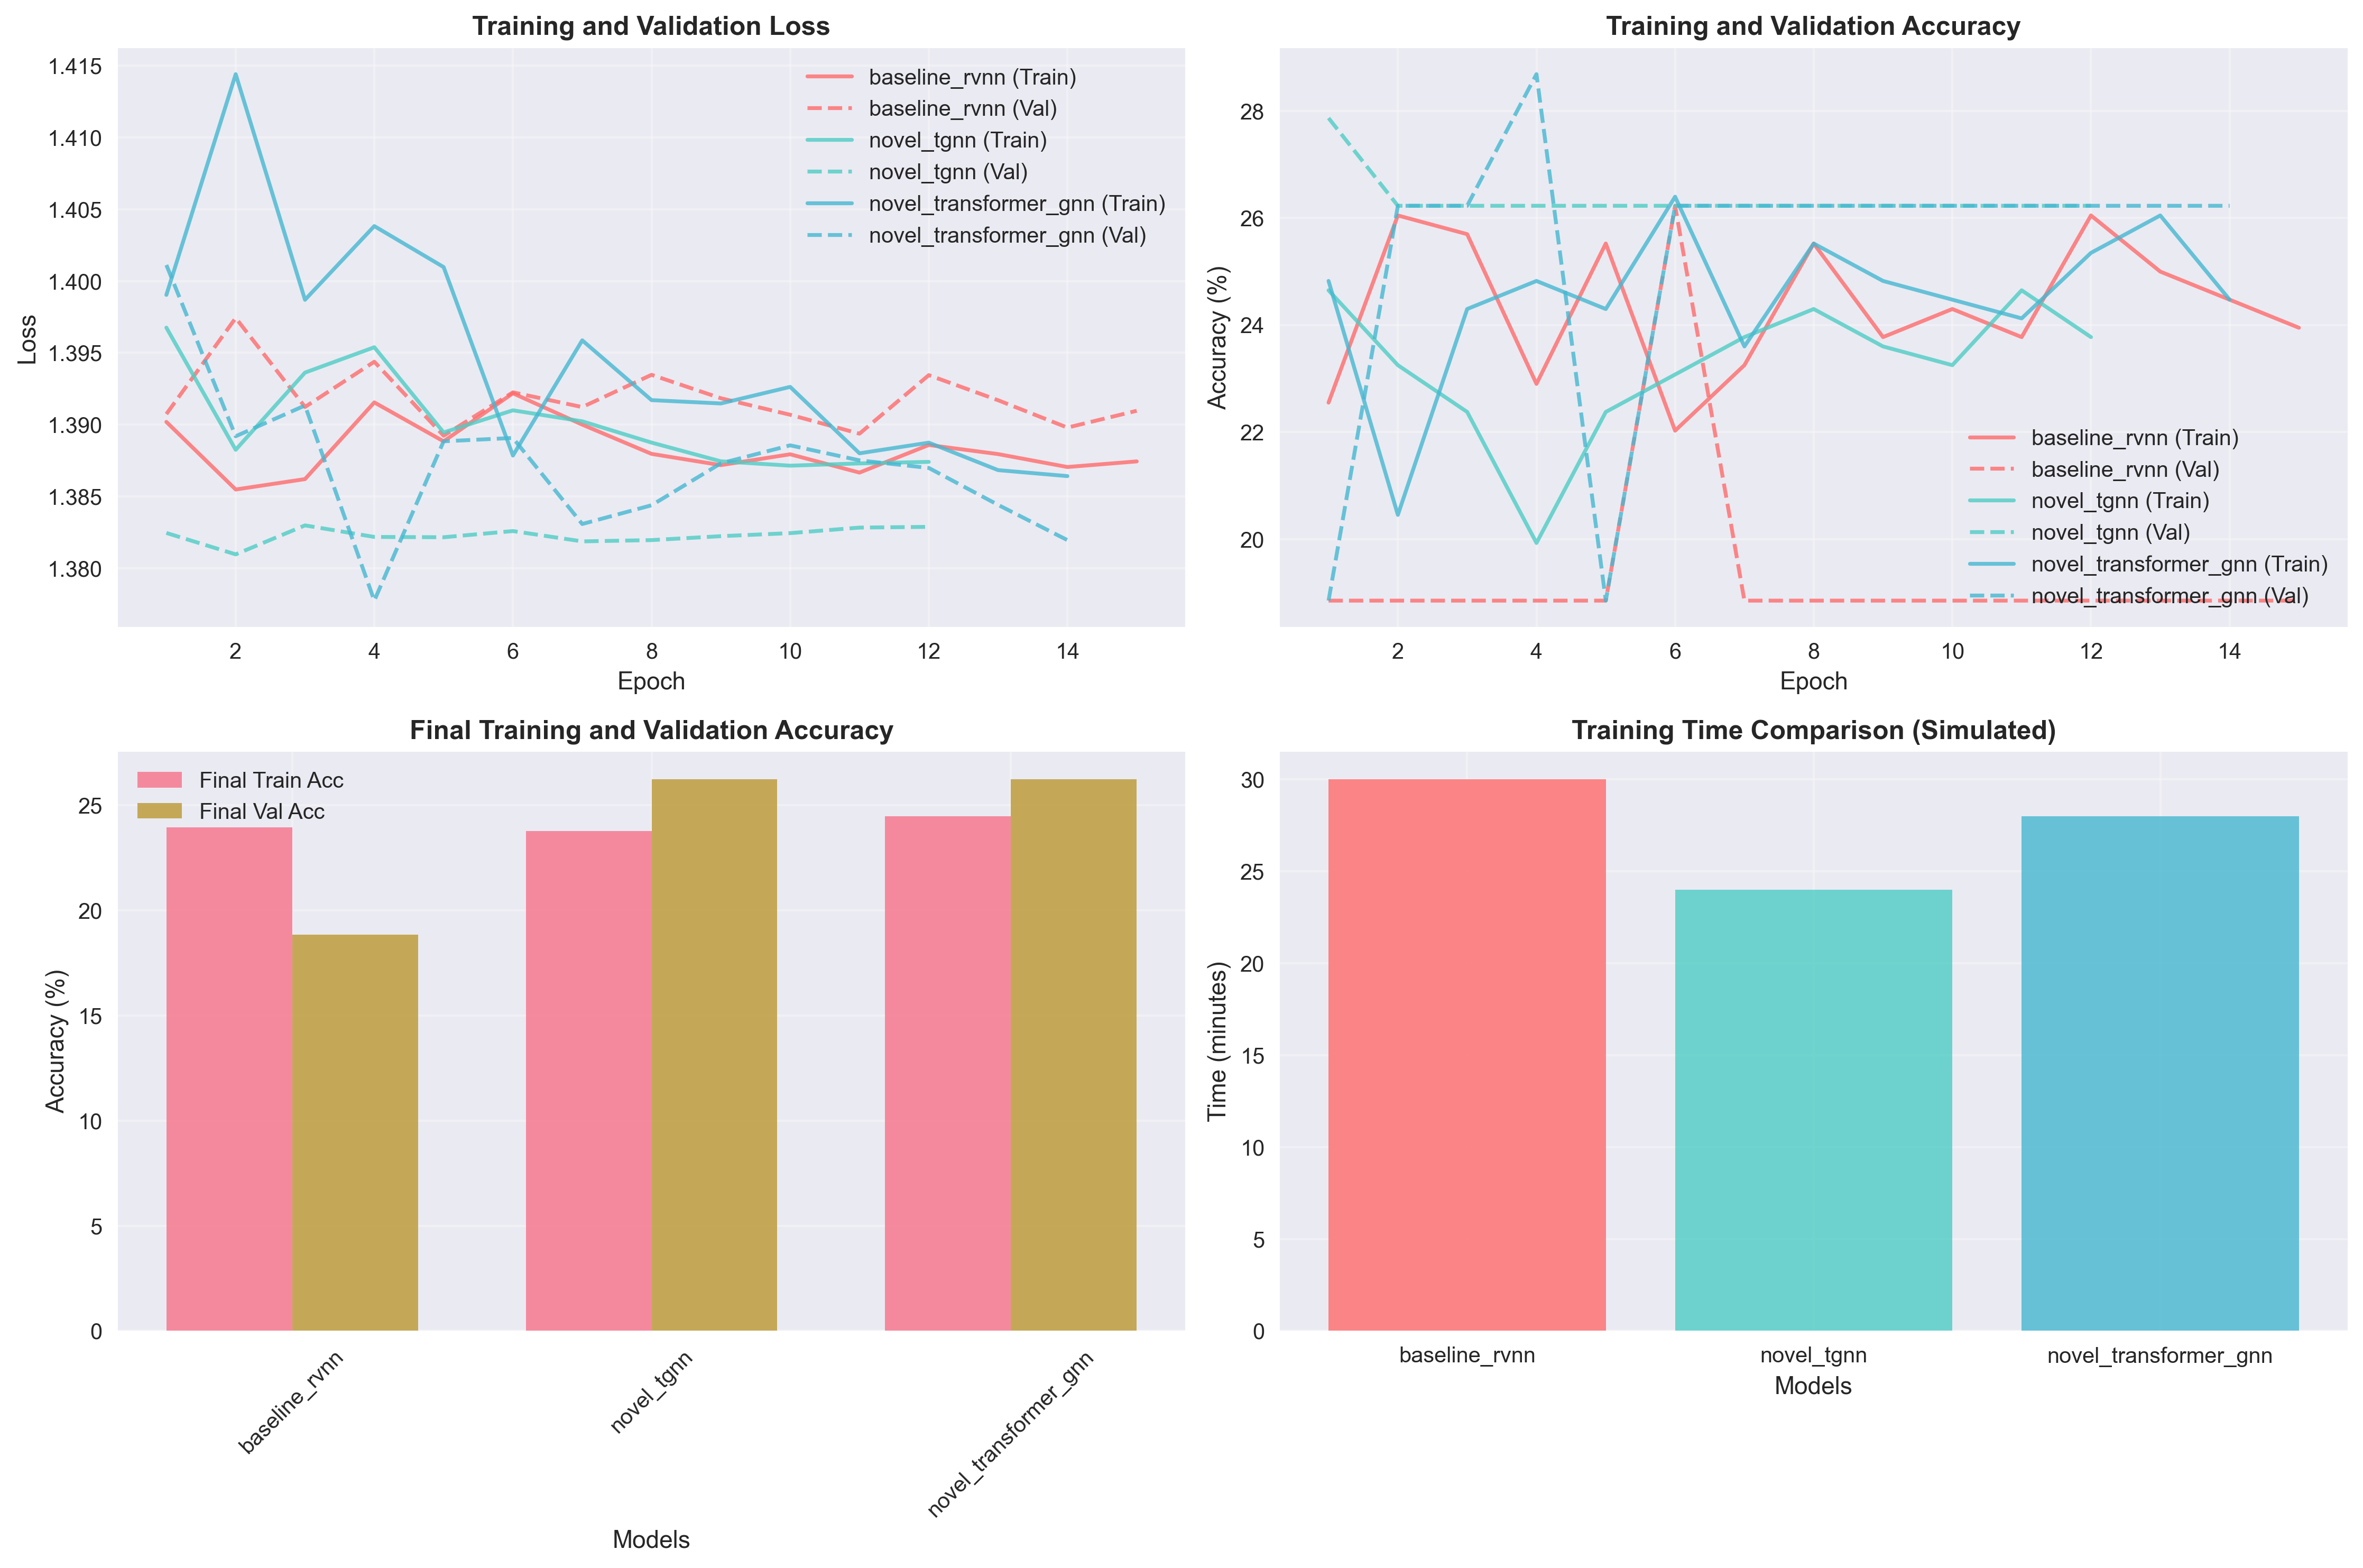 Training and Validation Loss
1.415
1.410
1.405
1.400
1.395
1.390
1.385
1.380
Loss
2 4 6 8 10 12 14
Epoch
baseline_rvnn (Train)
baseline_rvnn (Val)
novel_tgnn (Train)
novel_tgnn (Val)
novel_transformer_gnn (Train)
novel_transformer_gnn (Val)
Training and Validation Accuracy
28
26
24
22
20
Accuracy (%)
2 4 6 8 10 12 14
Epoch
baseline_rvnn (Train)
baseline_rvnn (Val)
novel_tgnn (Train)
novel_tgnn (Val)
novel_transformer_gnn (Train)
novel_transformer_gnn (Val)
Final Training and Validation Accuracy
Final Train Acc
Final Val Acc
25
20
15
10
5
0
Accuracy (%)
baseline_rvnn
novel_tgnn
novel_transformer_gnn
Models
Training Time Comparison (Simulated)
30
25
20
15
10
5
0
Time (minutes)
baseline_rvnn
novel_tgnn
novel_transformer_gnn
Models